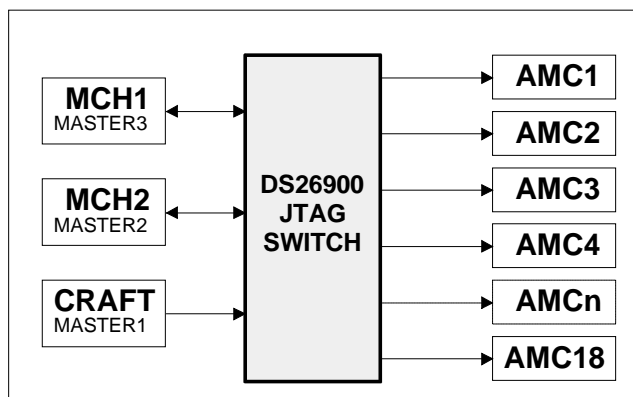 MCH1
MASTER3
MCH2
MASTER2
CRAFT
MASTER1
DS26900
JTAG
SWITCH
AMC1
AMC2
AMC3
AMC4
AMCn
AMC18